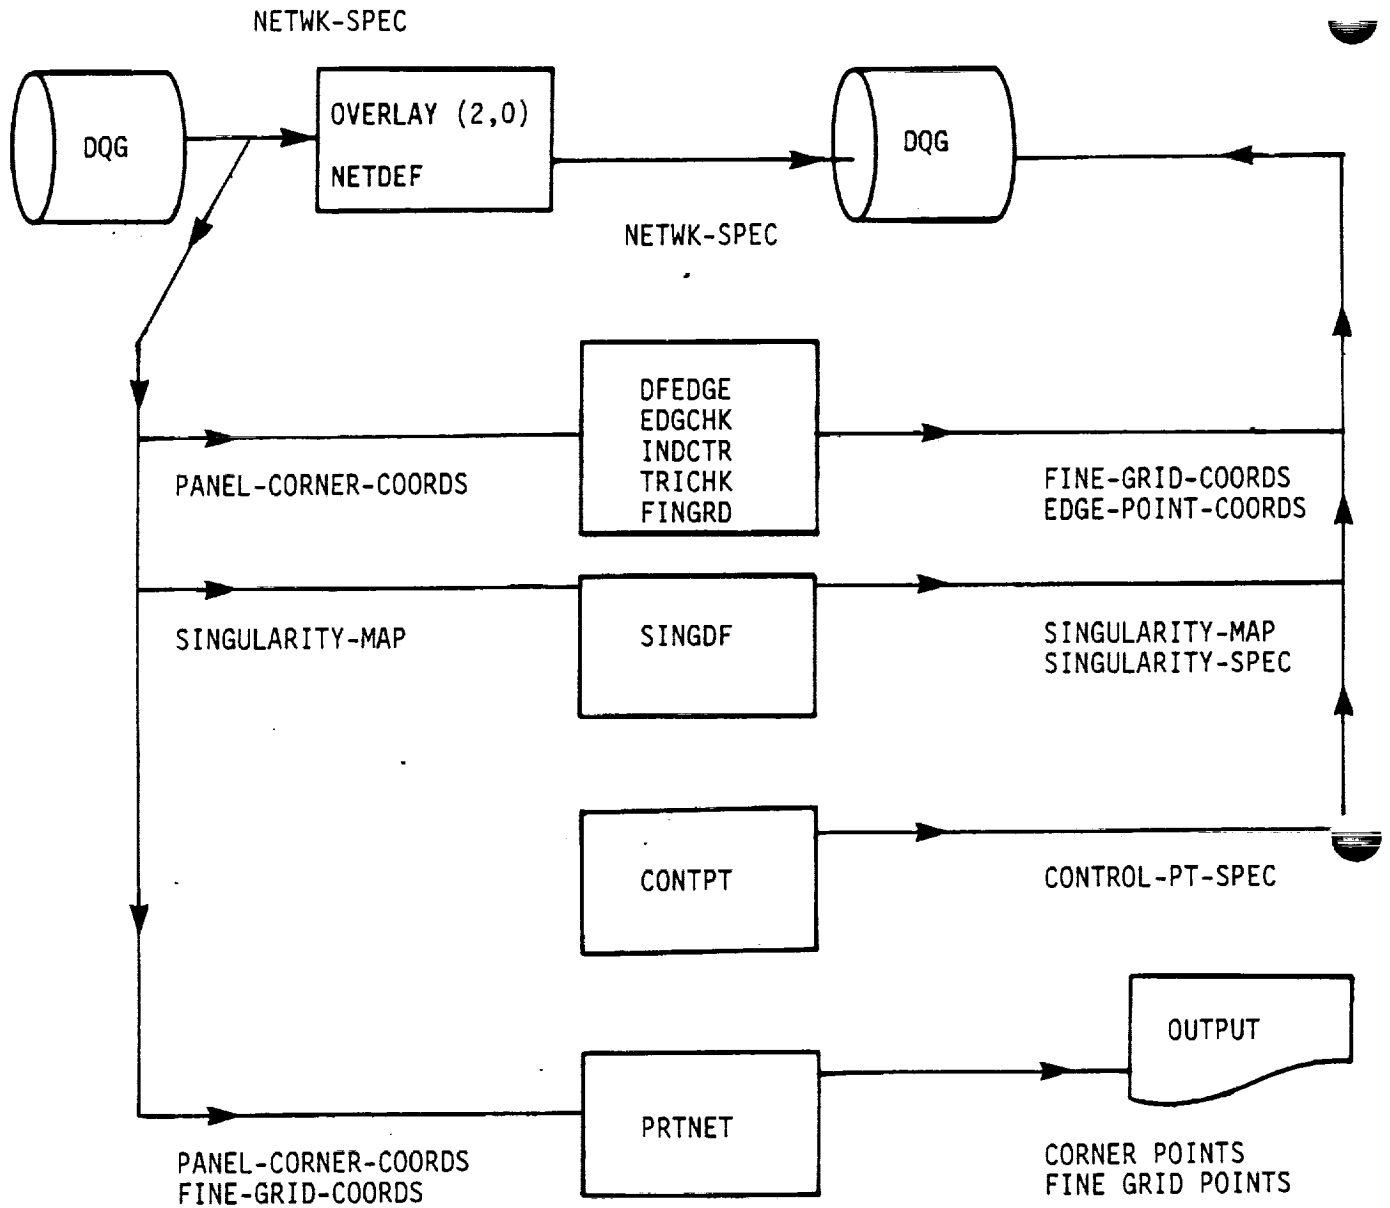 NETWK-SPEC
DQG
OVERLAY (2,0)
NETDEF
DQG
NETWK-SPEC
DFEDGE
EDGCHK
INDCTR
TRICHK
FINGRD
PANEL-CORNER-COORDS
FINE-GRID-COORDS
EDGE-POINT-COORDS
SINGULARITY-MAP
SINGDF
SINGULARITY-MAP
SINGULARITY-SPEC
CONTPT
CONTROL-PT-SPEC
OUTPUT
PRTNET
PANEL-CORNER-COORDS
FINE-GRID-COORDS
CORNER POINTS
FINE GRID POINTS